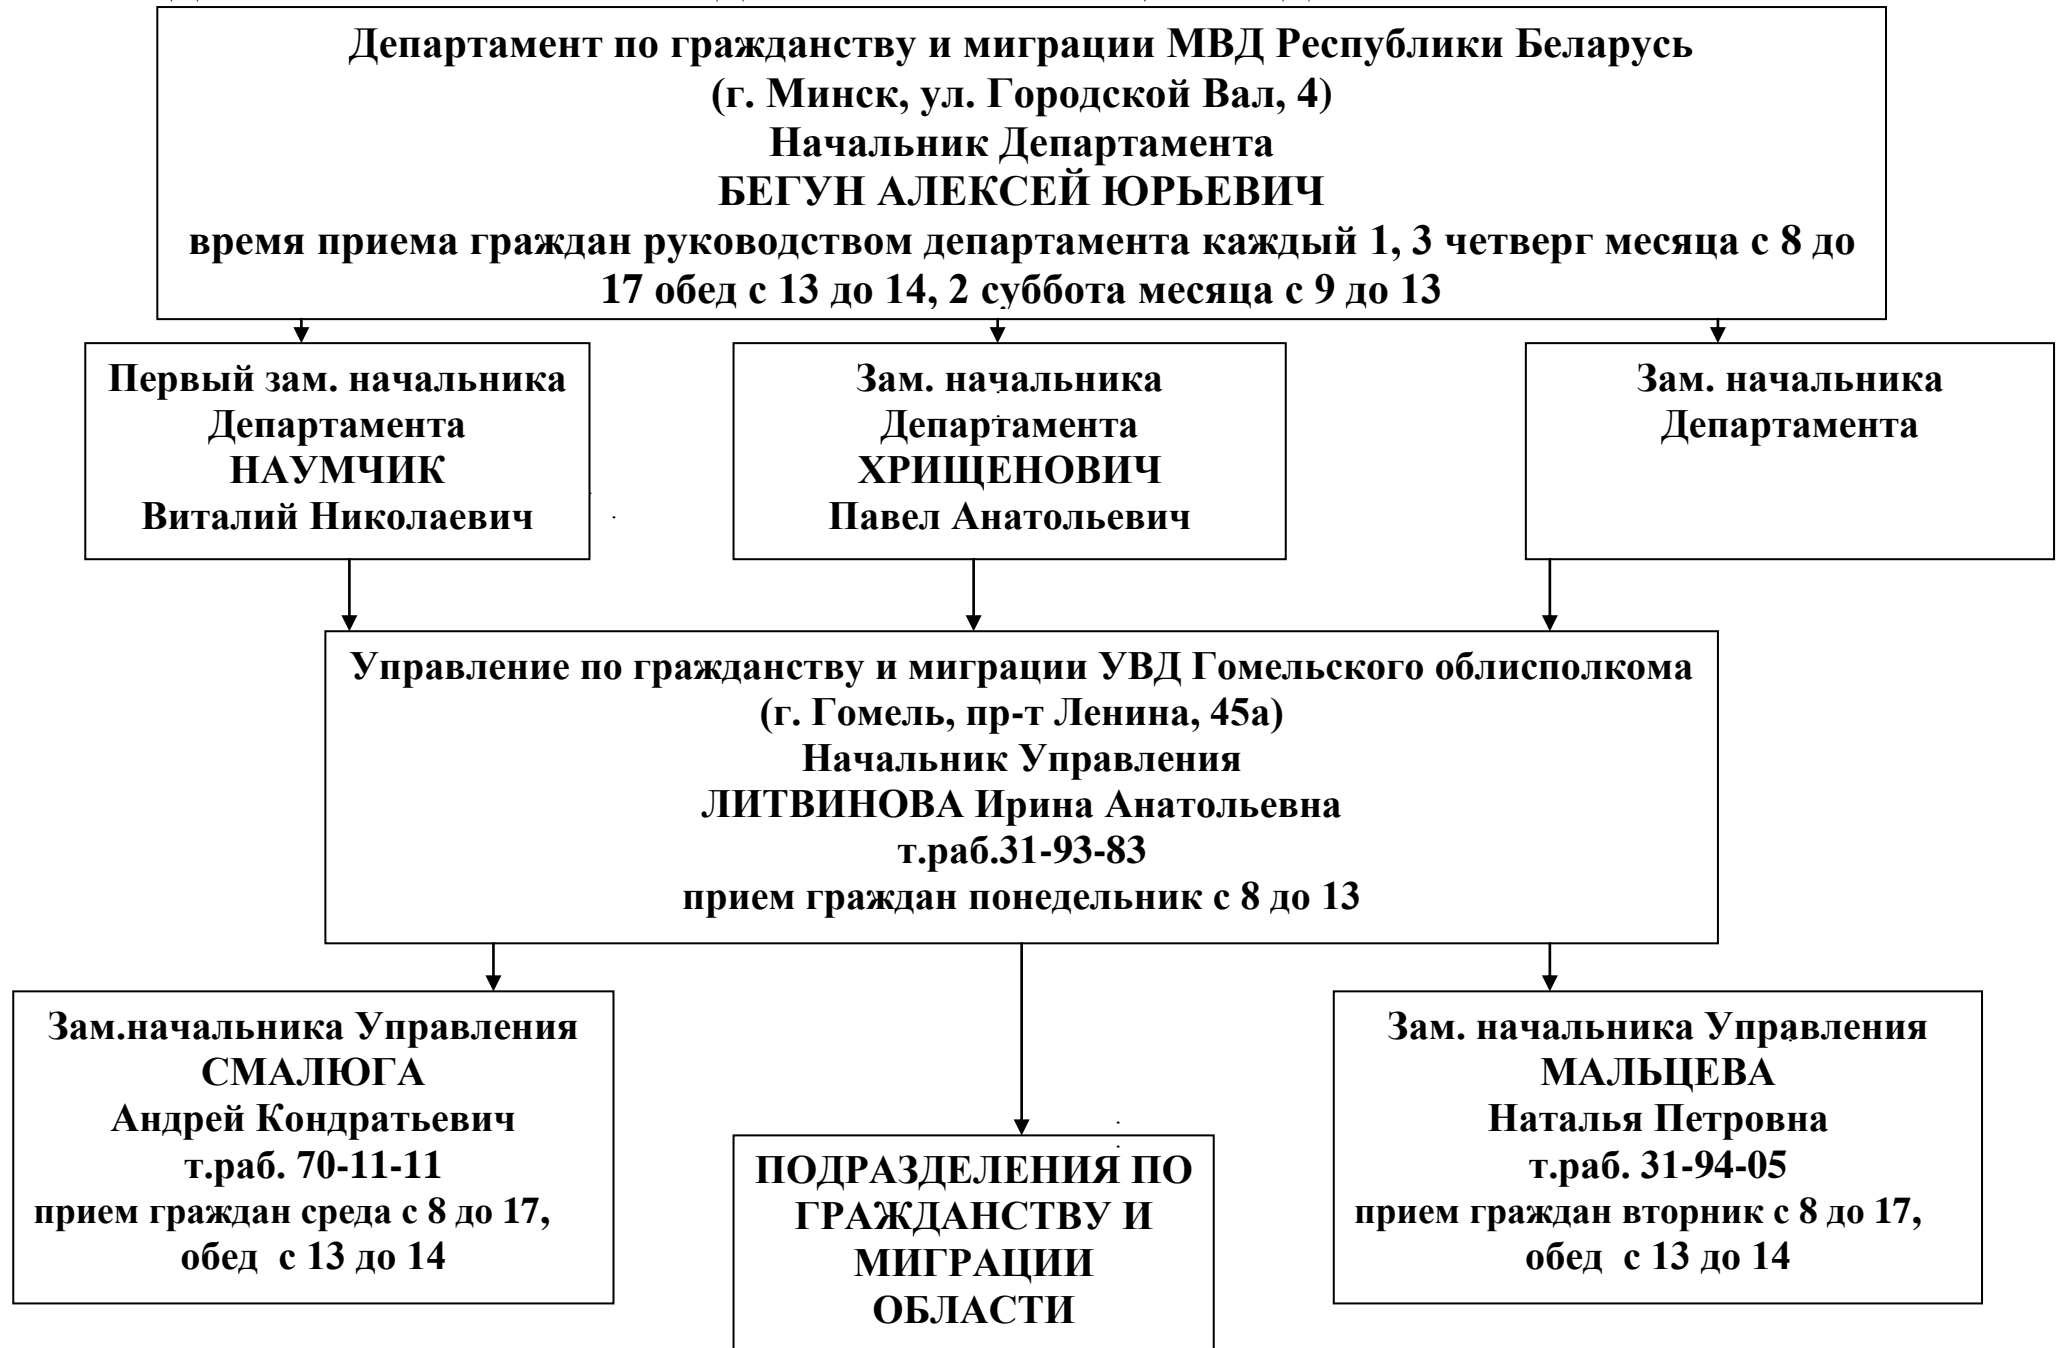 Департамент по гражданству и миграции МВД Республики Беларусь
(г. Минск, ул. Городской Вал, 4)
Начальник Департамента
БЕГУН АЛЕКСЕЙ ЮРЬЕВИЧ
время приема граждан руководством департамента каждый 1, 3 четверг месяца с 8 до
17 обед с 13 до 14, 2 суббота месяца с 9 до 13
Первый зам. начальника
Департамента
НАУМЧИК
Виталий Николаевич
Зам. начальника
Департамента
ХРИЩЕНОВИЧ
Павел Анатольевич
Зам. начальника
Департамента
Управление по гражданству и миграции УВД Гомельского облисполкома
(г. Гомель, пр-т Ленина, 45а)
Начальник Управления
ЛИТВИНОВА Ирина Анатольевна
т.раб.31-93-83
прием граждан понедельник с 8 до 13
Зам.начальника Управления
СМАЛЮГА
Андрей Кондратьевич
т.раб. 70-11-11
прием граждан среда с 8 до 17,
обед  с 13 до 14
ПОДРАЗДЕЛЕНИЯ ПО
ГРАЖДАНСТВУ И
МИГРАЦИИ
ОБЛАСТИ
Зам. начальника Управления
МАЛЬЦЕВА
Наталья Петровна
т.раб. 31-94-05
прием граждан вторник с 8 до 17,
обед  с 13 до 14